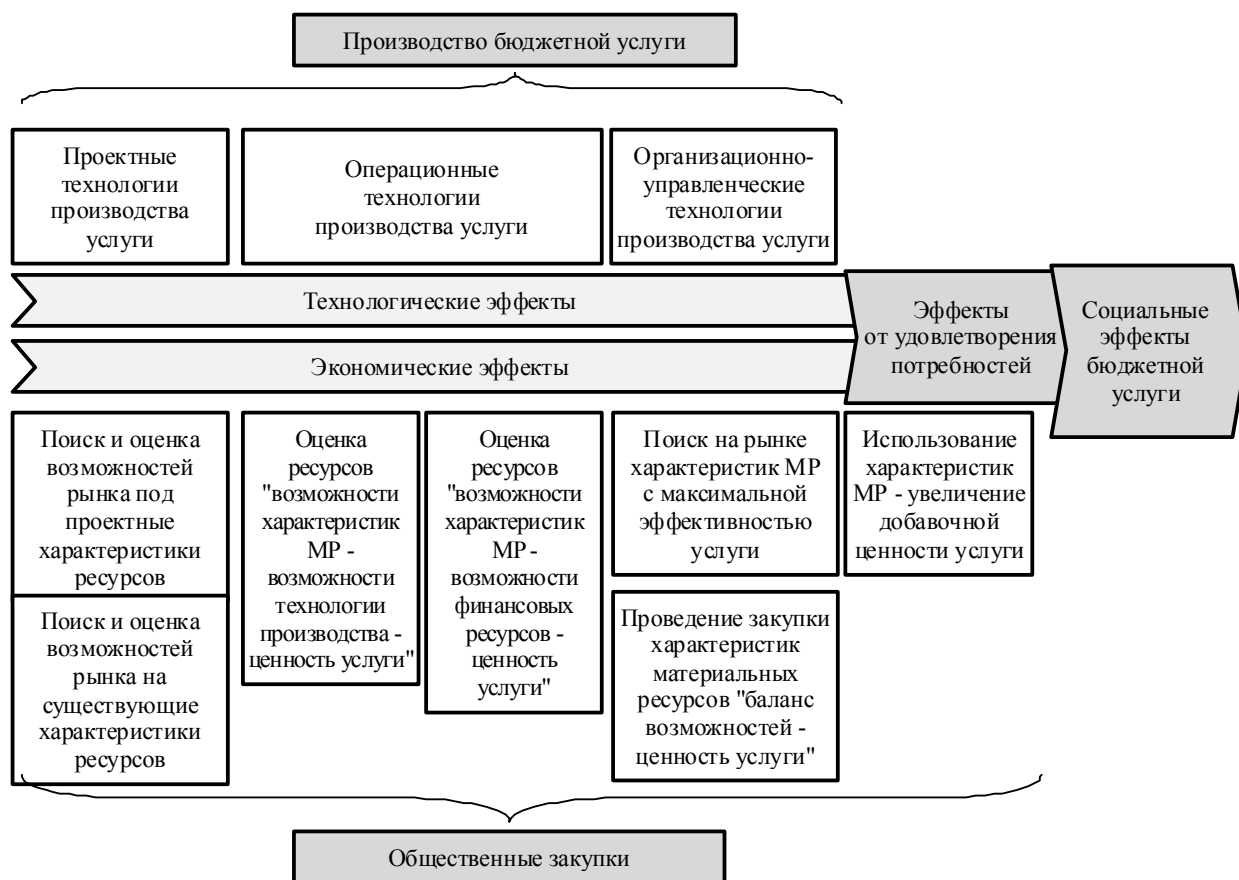 Производство бюджетной услуги
Проектные
технологии
производства
услуги
Операционные
технологии
производства услуги
Организационно-
управленческие
технологии
производства услуги
Технологические эффекты
Экономические эффекты
Эффекты
от удовлетворения
потребностей
Социальные
эффекты
бюджетной
услуги
Поиск и оценка
возможностей
рынка под
проектные
характеристики
ресурсов
Поиск и оценка
возможностей
рынка на
существующие
характеристики
ресурсов
Оценка
ресурсов
"возможности
характеристик
МР -
возможности
технологии
производства -
ценность услуги"
Оценка
ресурсов
"возможности
характеристик
МР -
возможности
финансовых
ресурсов -
ценность
услуги"
Поиск на рынке
характеристик МР
с максимальной
эффективностью
услуги
Проведение закупки
характеристик
материальных
ресурсов "баланс
возможностей -
ценность услуги"
Использование
характеристик
МР - увеличение
добавочной
ценности услуги
Общественные закупки